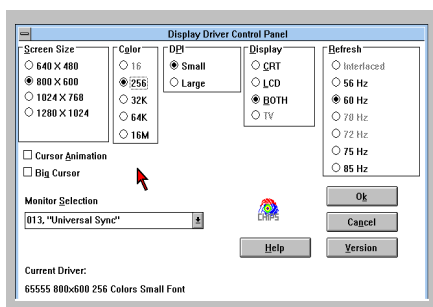 Display Driver Control Panel
Screen Size
640 X 480
800 X 600
1024 X 768
1280 X 1024
Color
16
256
32K
64K
16M
DPI
Small
Large
Display
CRT
LCD
BOTH
TV
Refresh
Interlaced
56 Hz
60 Hz
70 Hz
72 Hz
75 Hz
85 Hz
Cursor Animation
Big Cursor
Monitor Selection
013, "Universal Sync"
CHIPS
Ok
Cancel
Help
Version
Current Driver:
65555 800x600 256 Colors Small Font